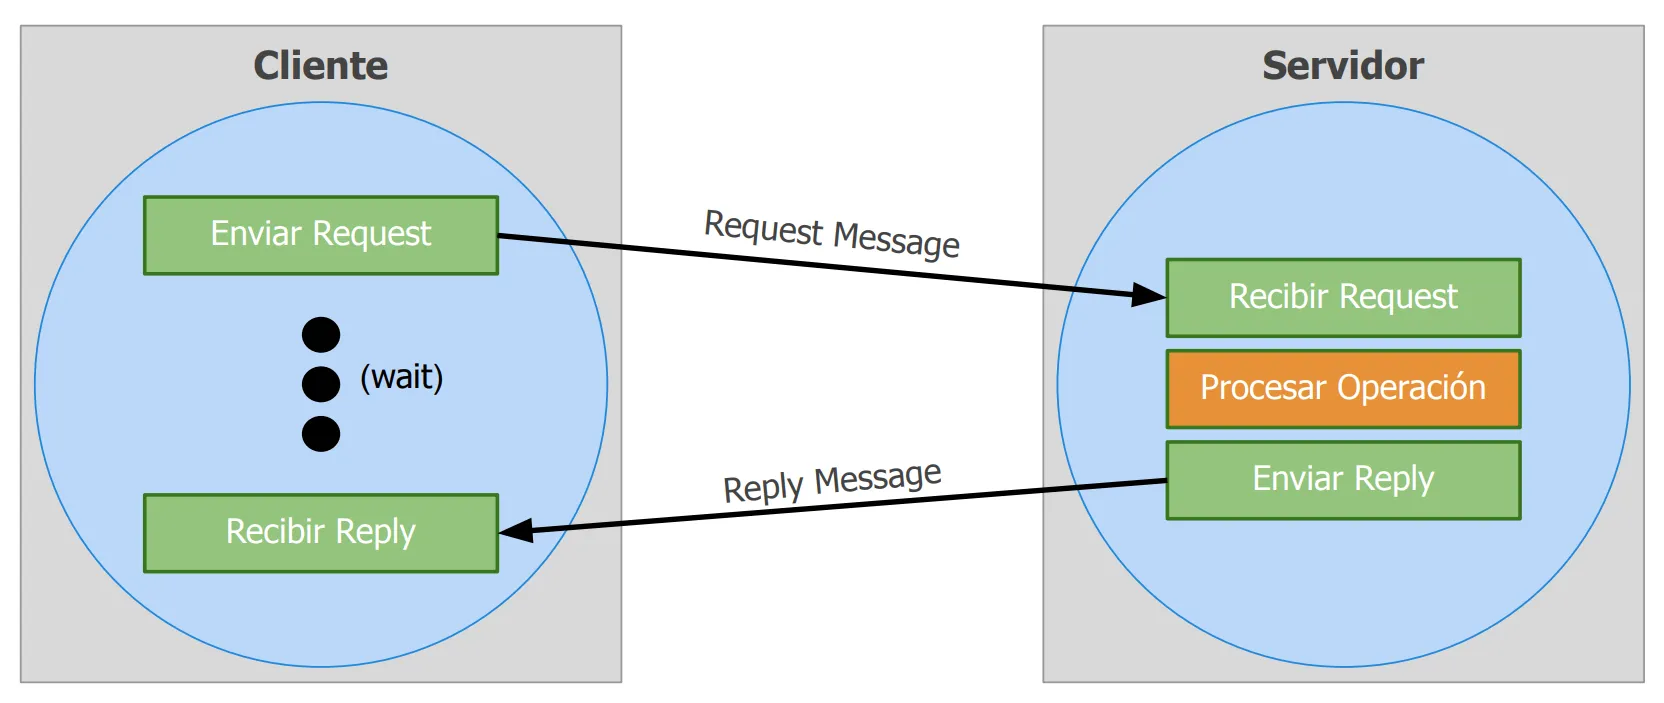 Cliente
Servidor
Enviar Request
Request Message
Recibir Request
(wait)
Procesar Operación
Reply Message
Enviar Reply
Recibir Reply